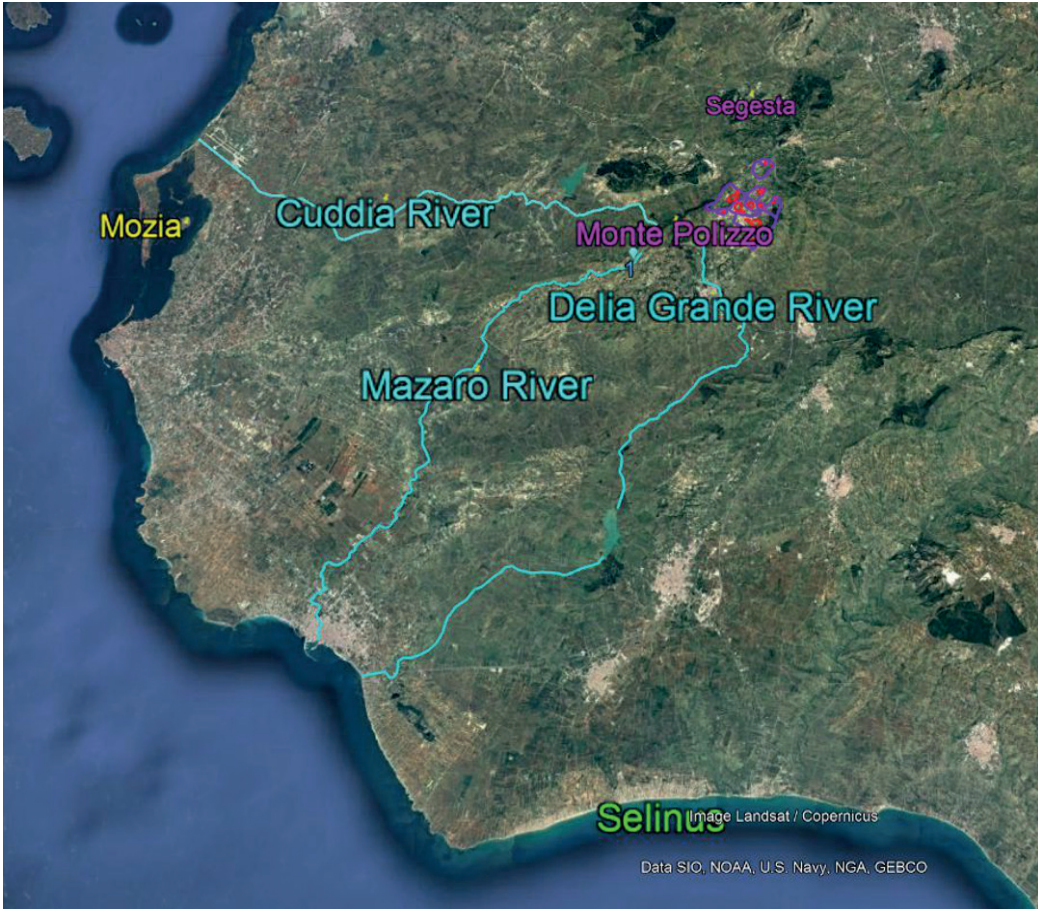 Segesta
Mozia
Cuddia River
Monte Polizzo
1
Delia Grande River
Mazaro River
Selinus
Image Landsat / Copernicus
Data SIO, NOAA, U.S. Navy, NGA, GEBCO